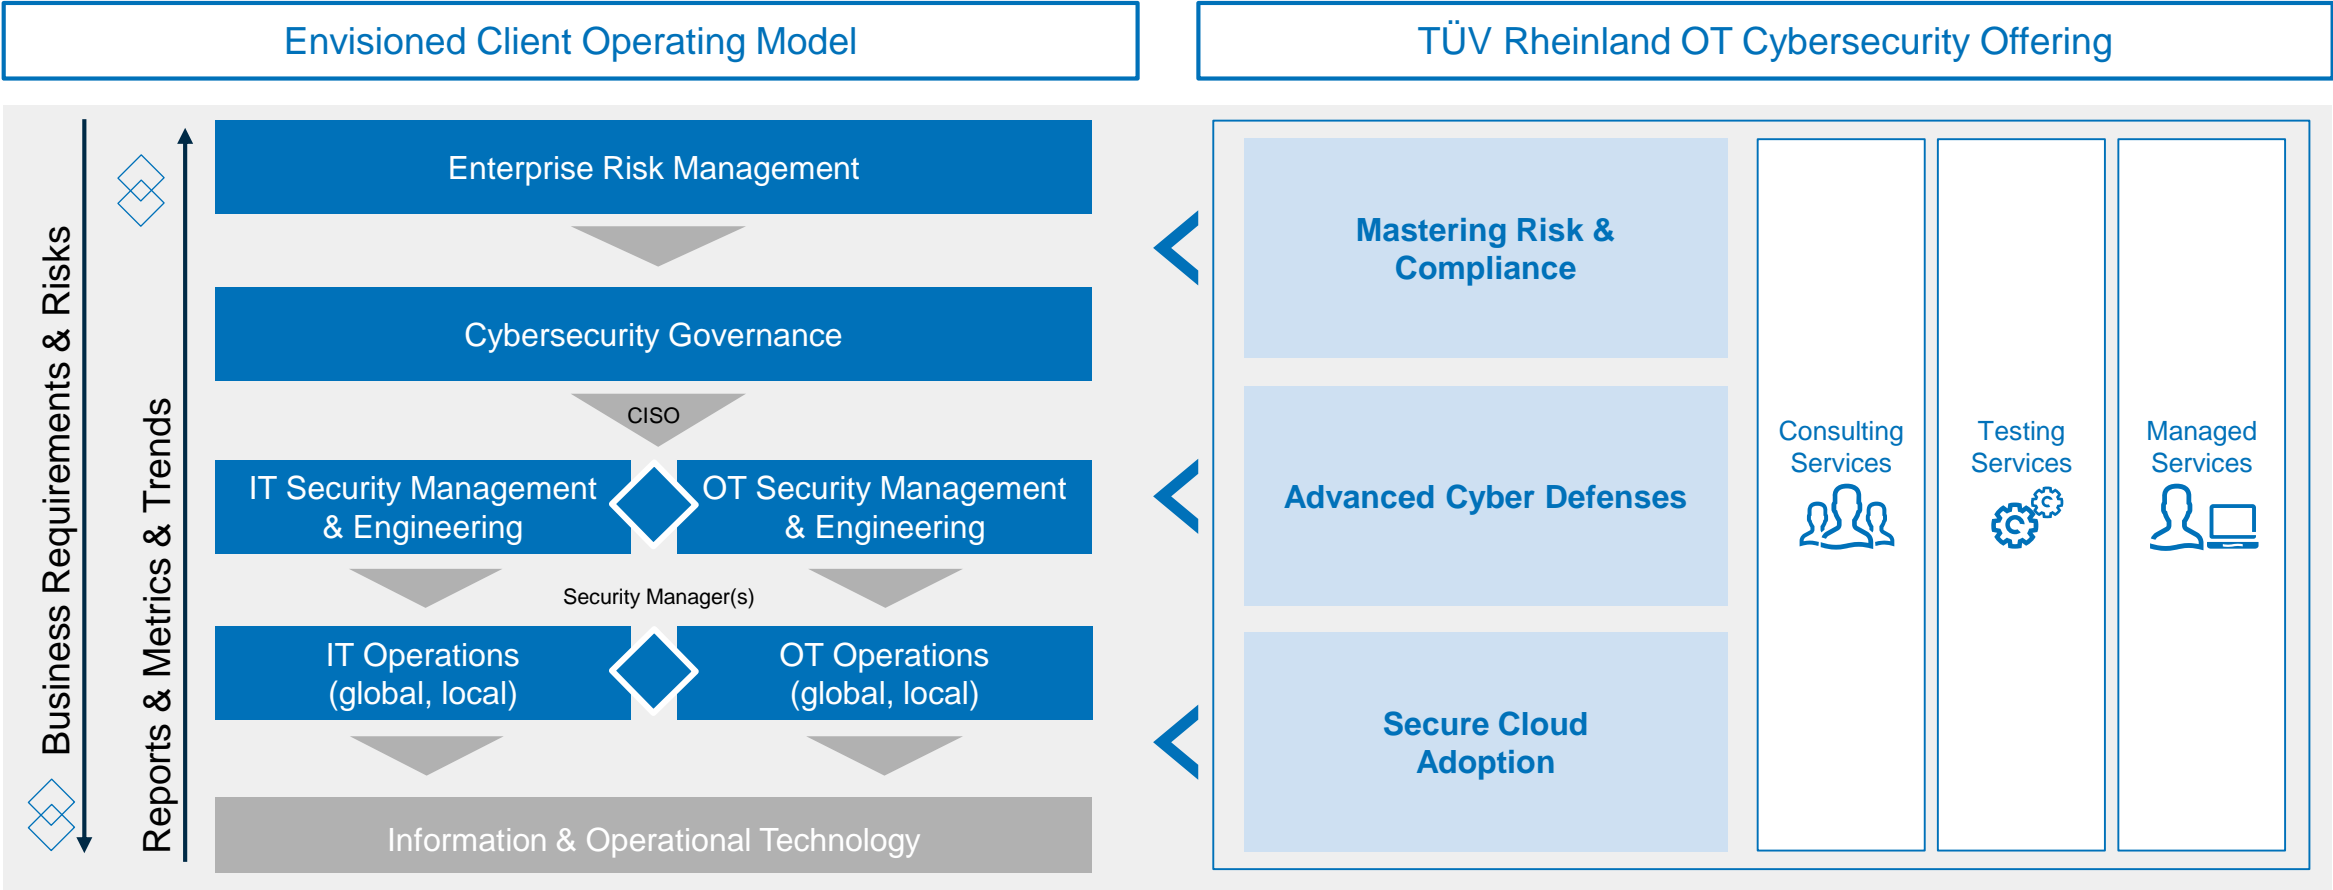 Envisioned Client Operating Model
TÜV Rheinland OT Cybersecurity Offering
Business Requirements & Risks
Reports & Metrics & Trends
Enterprise Risk Management
Cybersecurity Governance
CISO
IT Security Management
& Engineering
OT Security Management
& Engineering
Security Manager(s)
IT Operations
(global, local)
OT Operations
(global, local)
Information & Operational Technology
Mastering Risk &
Compliance
Advanced Cyber Defenses
Secure Cloud
Adoption
Consulting
Services
Testing
Services
Managed
Services